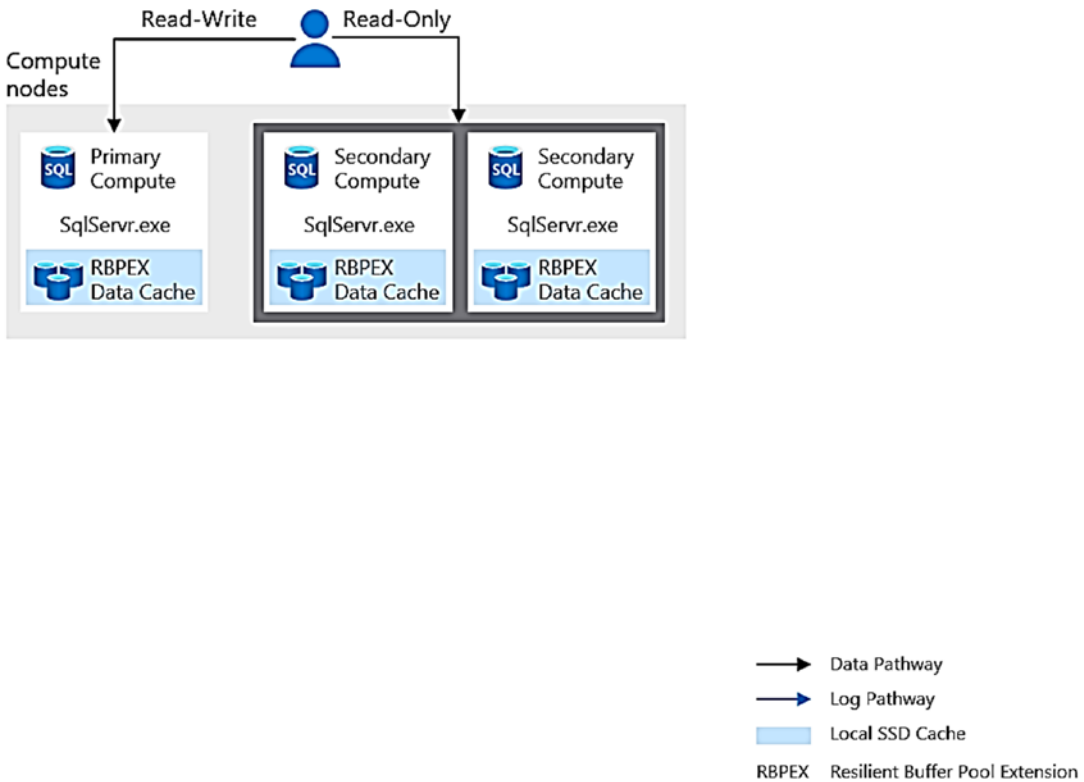 Read-Write
Read-Only
Compute
nodes
SQL
Primary
Compute
SqlServr.exe
RBPEX
Data Cache
SQL
Secondary
Compute
SqlServr.exe
RBPEX
Data Cache
SQL
Secondary
Compute
SqlServr.exe
RBPEX
Data Cache
Data Pathway
Log Pathway
Local SSD Cache
RBPEX Resilient Buffer Pool Extension